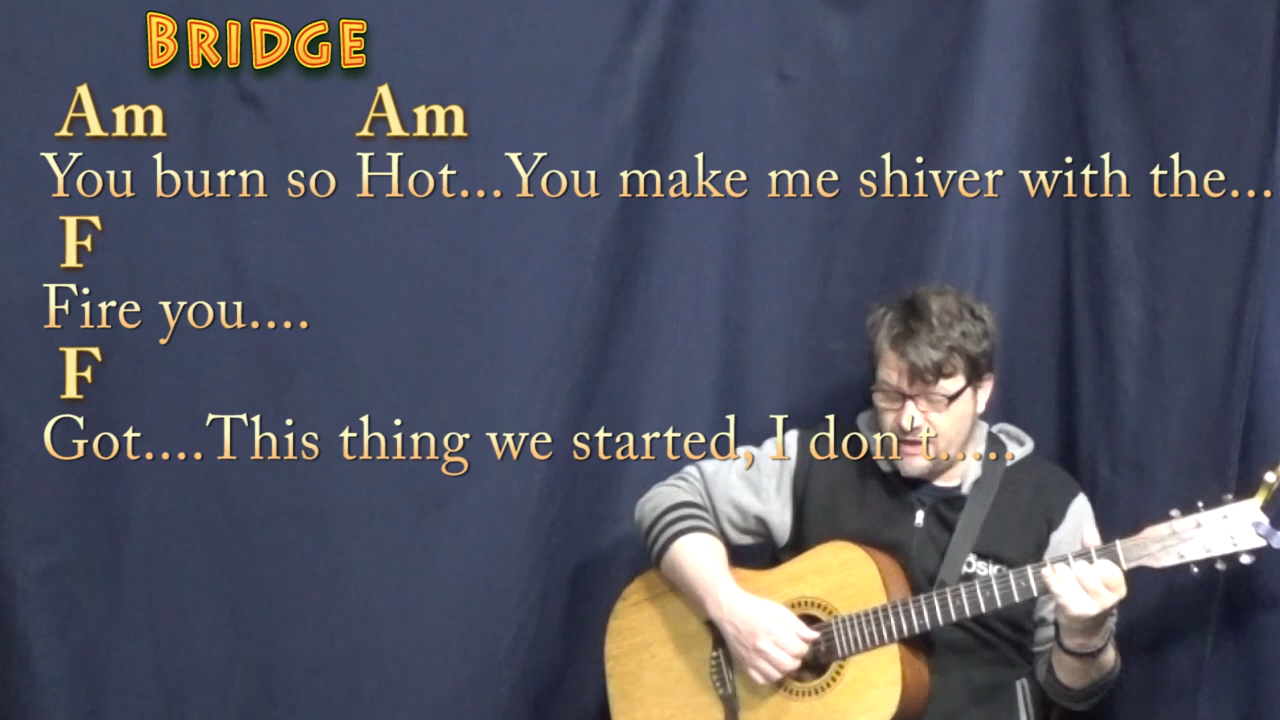 BRIDGE
Am Am
You burn so Hot...You make me shiver with the...
F
Fire you....
F
Got....This thing we started, I don't.....